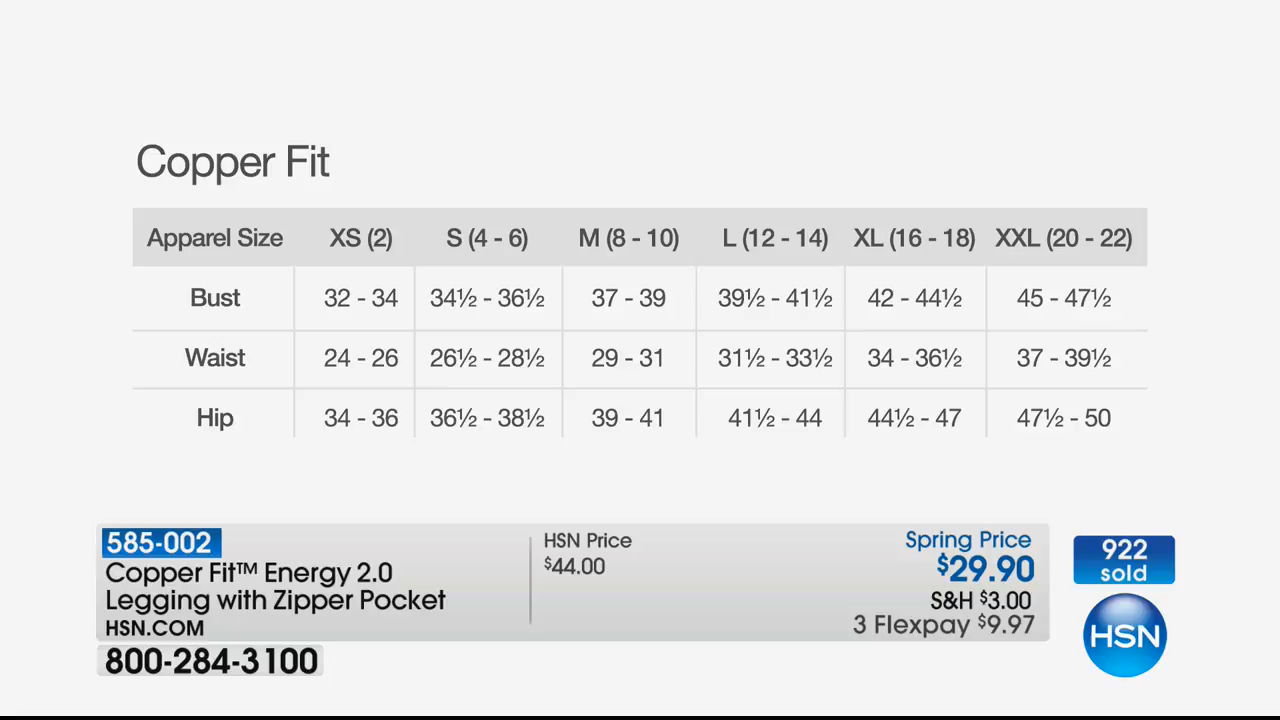 Copper Fit
Apparel Size XS (2) S (4 - 6) M (8 - 10) L (12 - 14) XL (16 - 18) XXL (20 - 22)
Bust 32 - 34 34½ - 36½ 37 - 39 39½ - 41½ 42 - 44½ 45 - 47½
Waist 24 - 26 26½ - 28½ 29 - 31 31½ - 33½ 34 - 36½ 37 - 39½
Hip 34 - 36 36½ - 38½ 39 - 41 41½ - 44 44½ - 47 47½ - 50
585-002
Copper Fit™ Energy 2.0
Legging with Zipper Pocket
HSN.COM
800-284-3100
HSN Price
$44.00
Spring Price
$29.90
S&H $3.00
3 Flexpay $9.97
922
sold
HSN